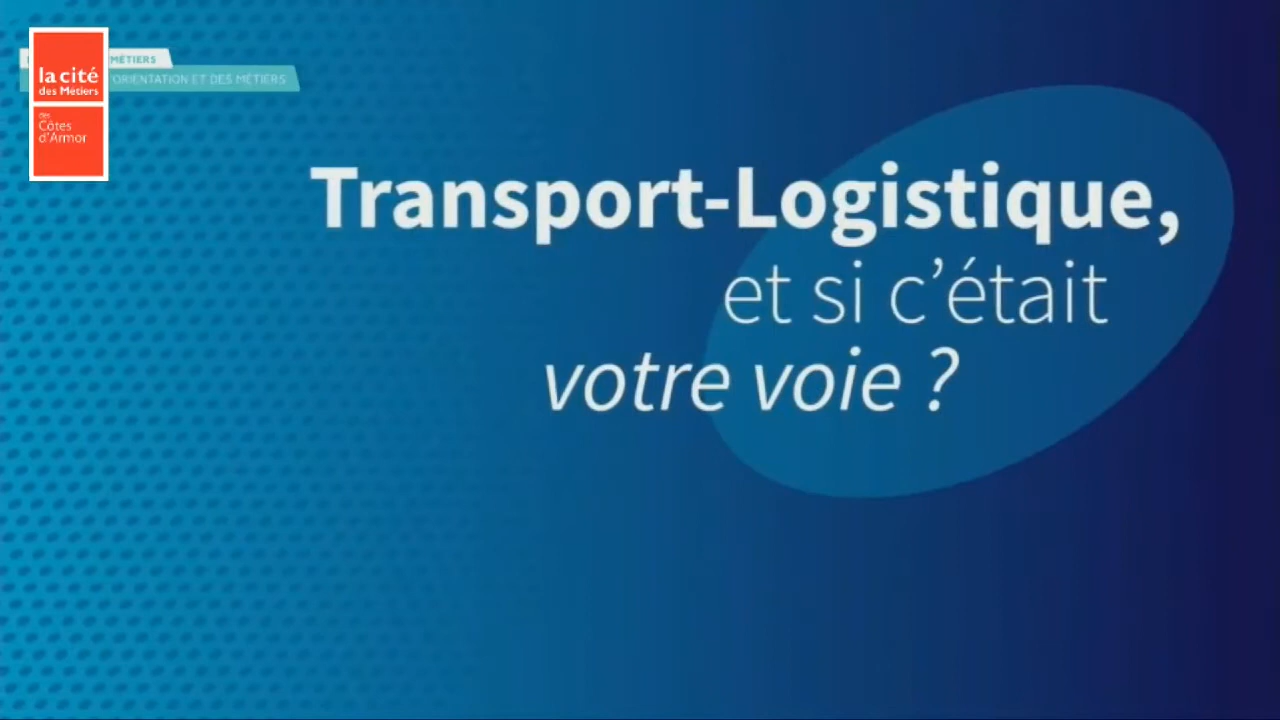 MÉTIERS
ORIENTATION ET DES MÉTIERS
la cité
des Métiers
des
Côtes
d'Armor
Transport-Logistique,
et si c'était
votre voie ?